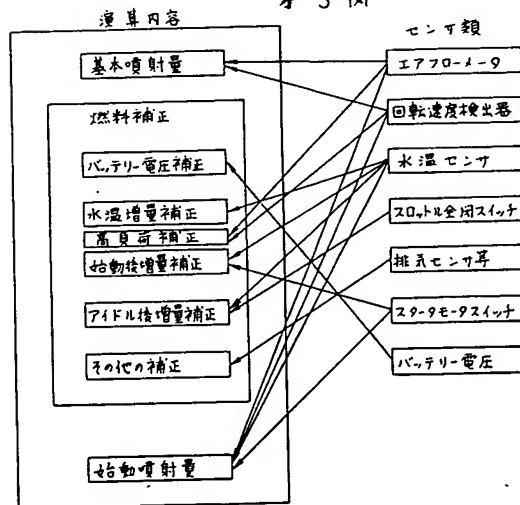 第3図
演算内容
センサ類
基本噴射量
エアフローメータ
燃料補正
回転速度検出器
バッテリー電圧補正
水温センサ
水温増量補正
スロットル全閉スイッチ
高負荷補正
始動後増量補正
排気センサ等
アイドル後増量補正
スタータモータスイッチ
その他の補正
バッテリー電圧
始動噴射量